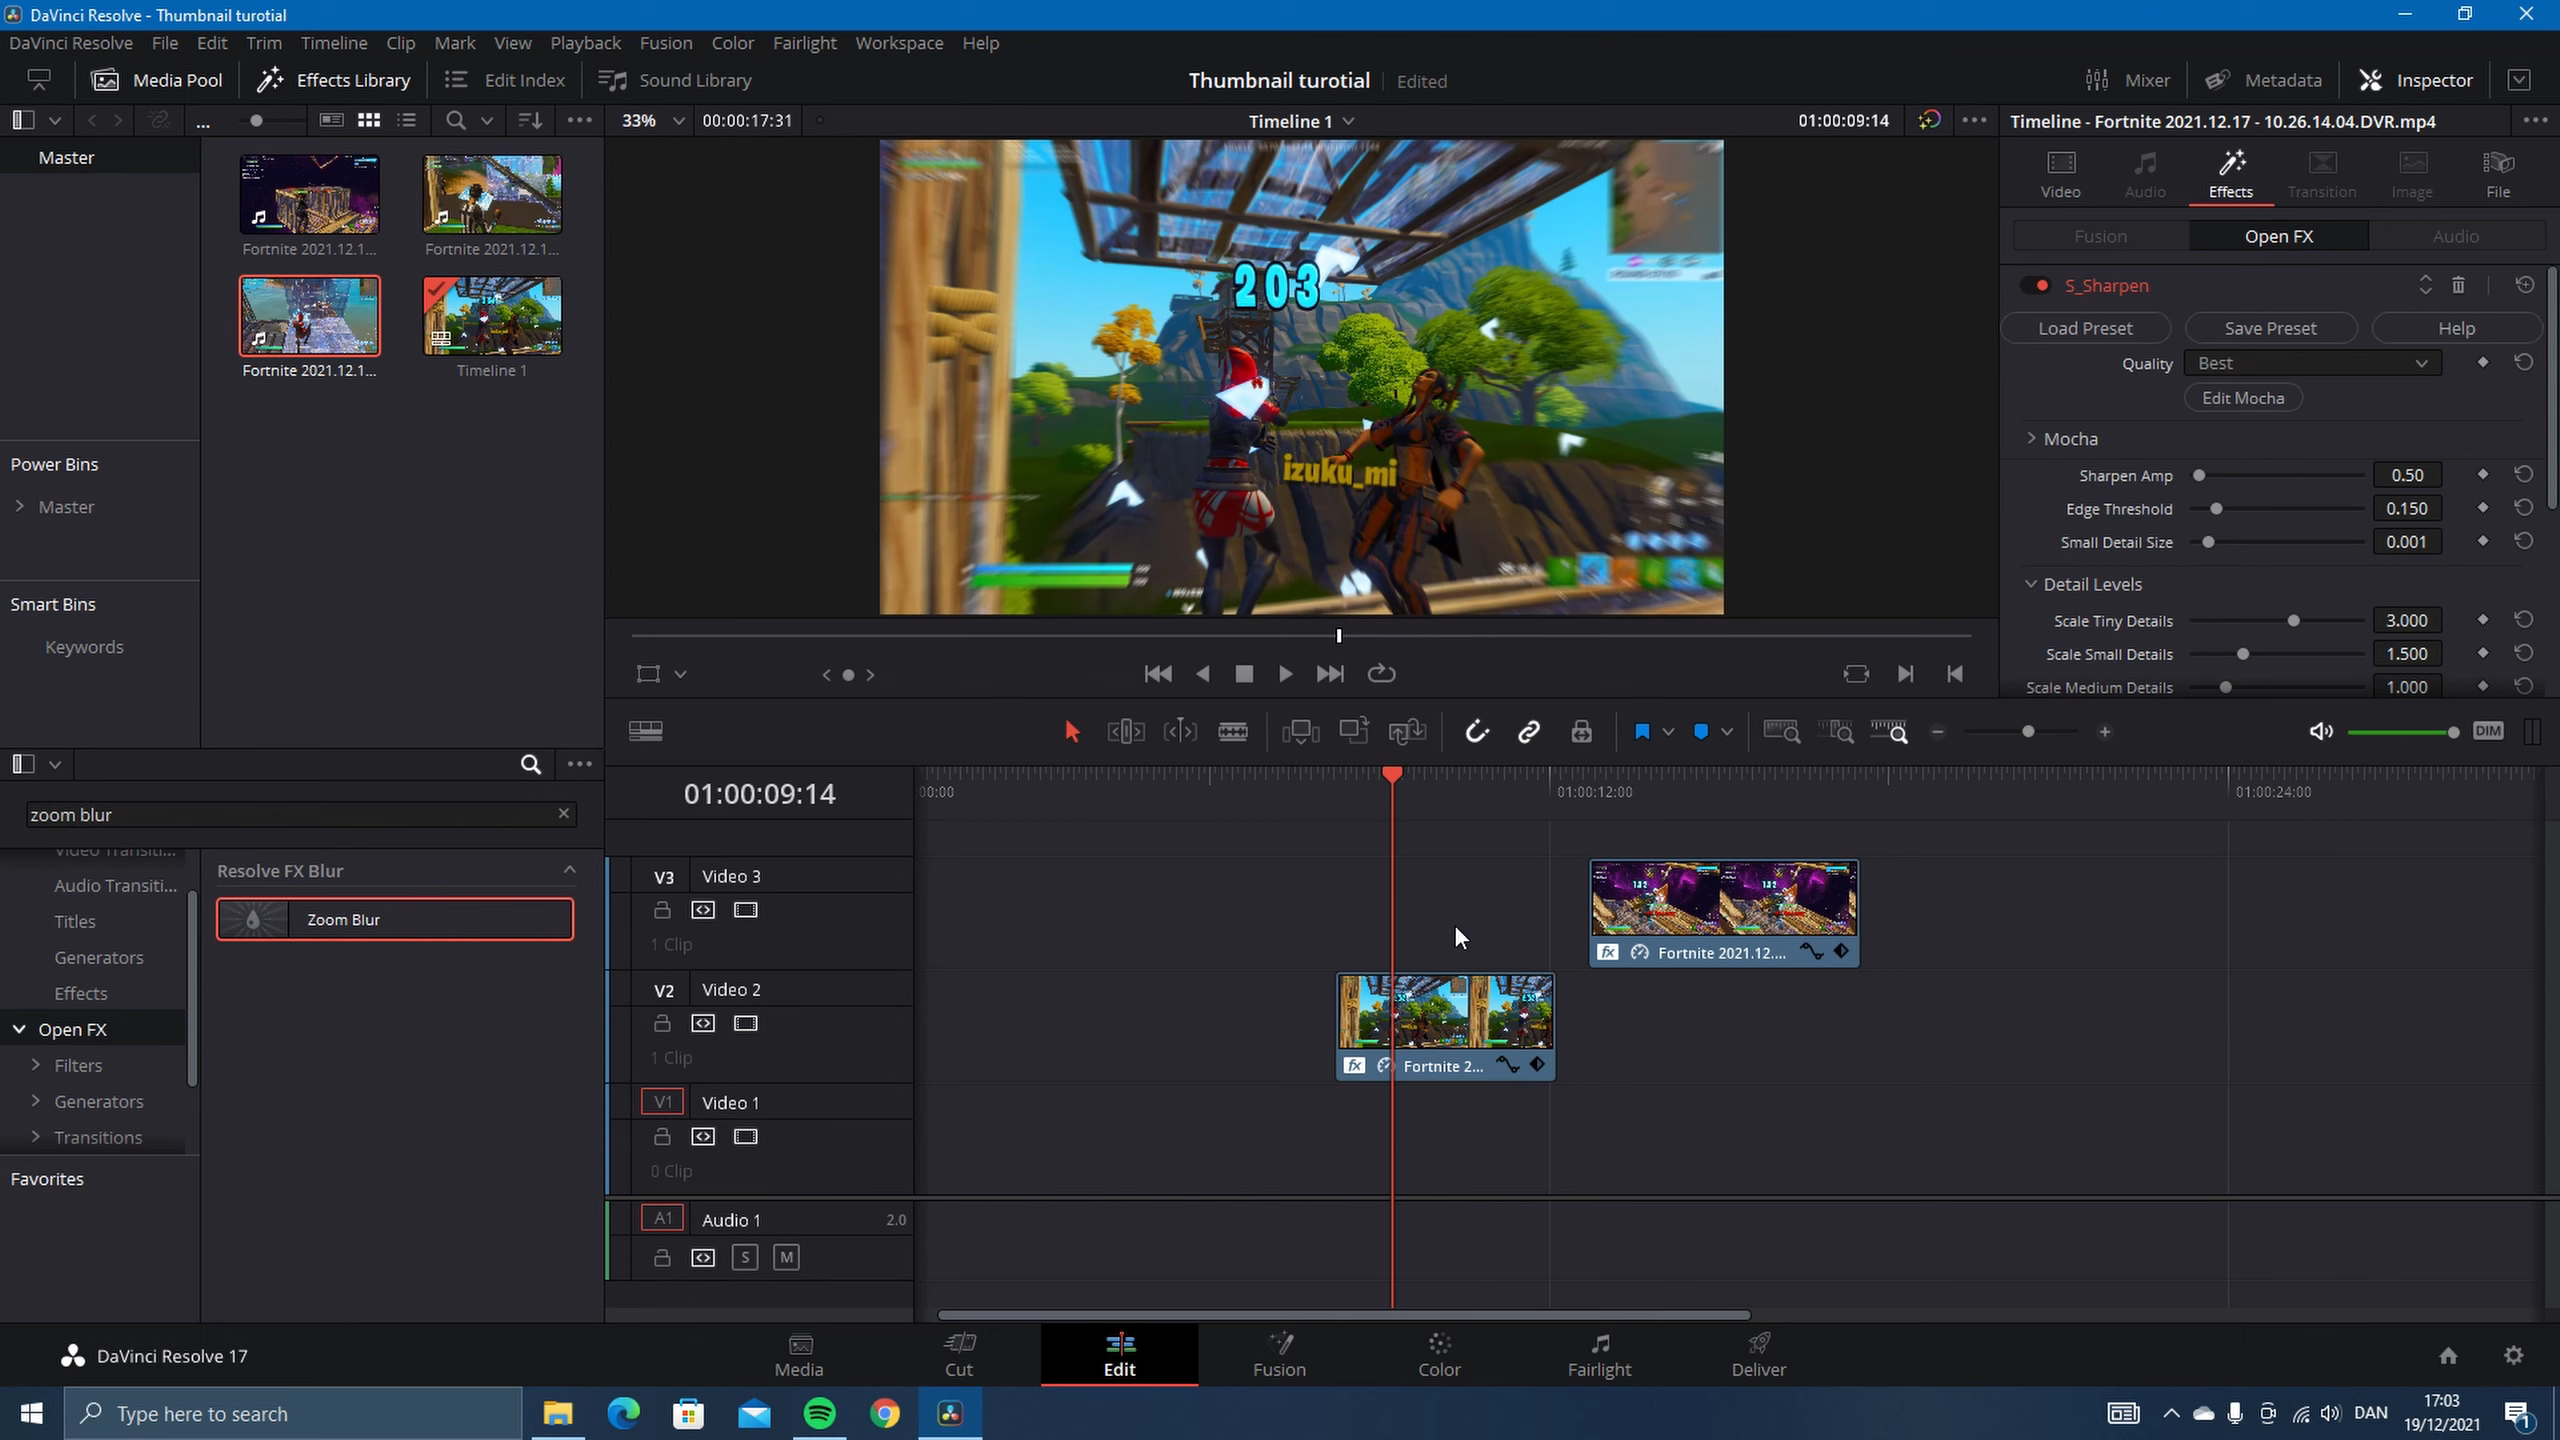 DaVinci Resolve - Thumbnail turotial
DaVinci Resolve File Edit Trim Timeline Clip Mark View Playback Fusion Color Fairlight Workspace Help
Media Pool Effects Library Edit Index Sound Library Thumbnail turotial Edited Mixer Metadata Inspector
... 33% 00:00:17:31 Timeline 1 01:00:09:14 Timeline - Fortnite 2021.12.17 - 10.26.14.04.DVR.mp4
Master
Fortnite 2021.12.1... Fortnite 2021.12.1...
Fortnite 2021.12.1... Timeline 1
Power Bins
Master
Smart Bins
Keywords
203
izuku_mi
Video Audio Effects Transition Image File
Fusion Open FX Audio
S_Sharpen
Load Preset Save Preset Help
Quality Best
Edit Mocha
Mocha
Sharpen Amp 0.50
Edge Threshold 0.150
Small Detail Size 0.001
Detail Levels
Scale Tiny Details 3.000
Scale Small Details 1.500
Scale Medium Details 1.000
DIM
zoom blur
Video Transiti...
Audio Transiti...
Titles
Generators
Effects
Open FX
Filters
Generators
Transitions
Favorites
Resolve FX Blur
Zoom Blur
01:00:09:14
00:00 01:00:12:00 01:00:24:00
V3 Video 3
1 Clip
fx Fortnite 2021.12....
V2 Video 2
1 Clip
fx Fortnite 2...
V1 Video 1
0 Clip
A1 Audio 1 2.0
S M
DaVinci Resolve 17
Media Cut Edit Fusion Color Fairlight Deliver
Type here to search
DAN
17:03
19/12/2021
1